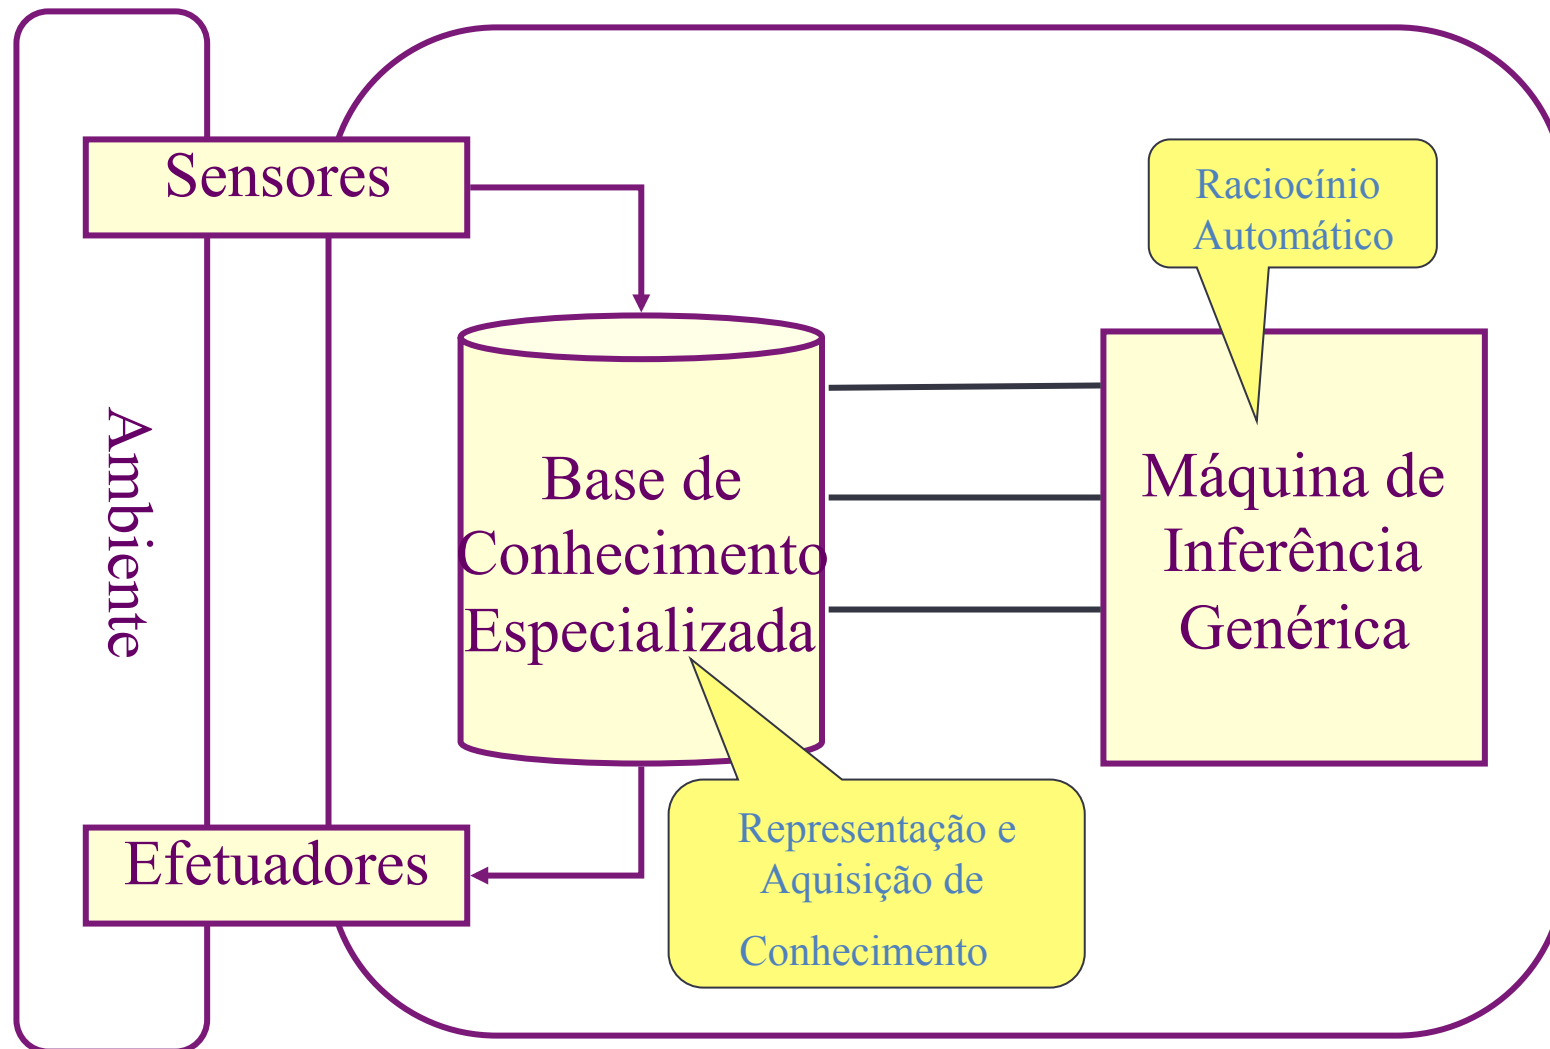 Sensores
Raciocínio
Automático
Ambiente
Base de
Conhecimento
Especializada
Máquina de
Inferência
Genérica
Efetuadores
Representação e
Aquisição de
Conhecimento